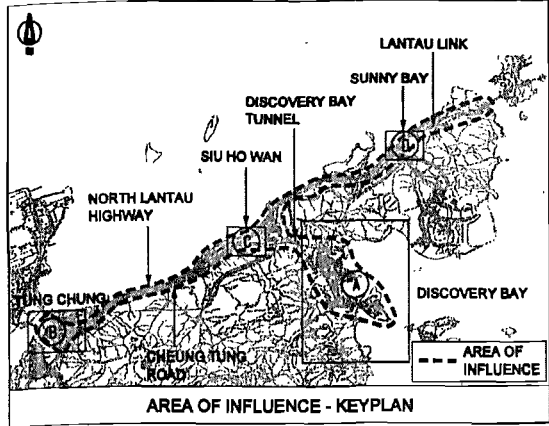 LANTAU LINK
SUNNY BAY
DISCOVERY BAY
TUNNEL
SIU HO WAN
NORTH LANTAU
HIGHWAY
D
C
A
TUNG CHUNG
B
DISCOVERY BAY
CHEUNG TUNG
ROAD
AREA OF
INFLUENCE
AREA OF INFLUENCE - KEYPLAN